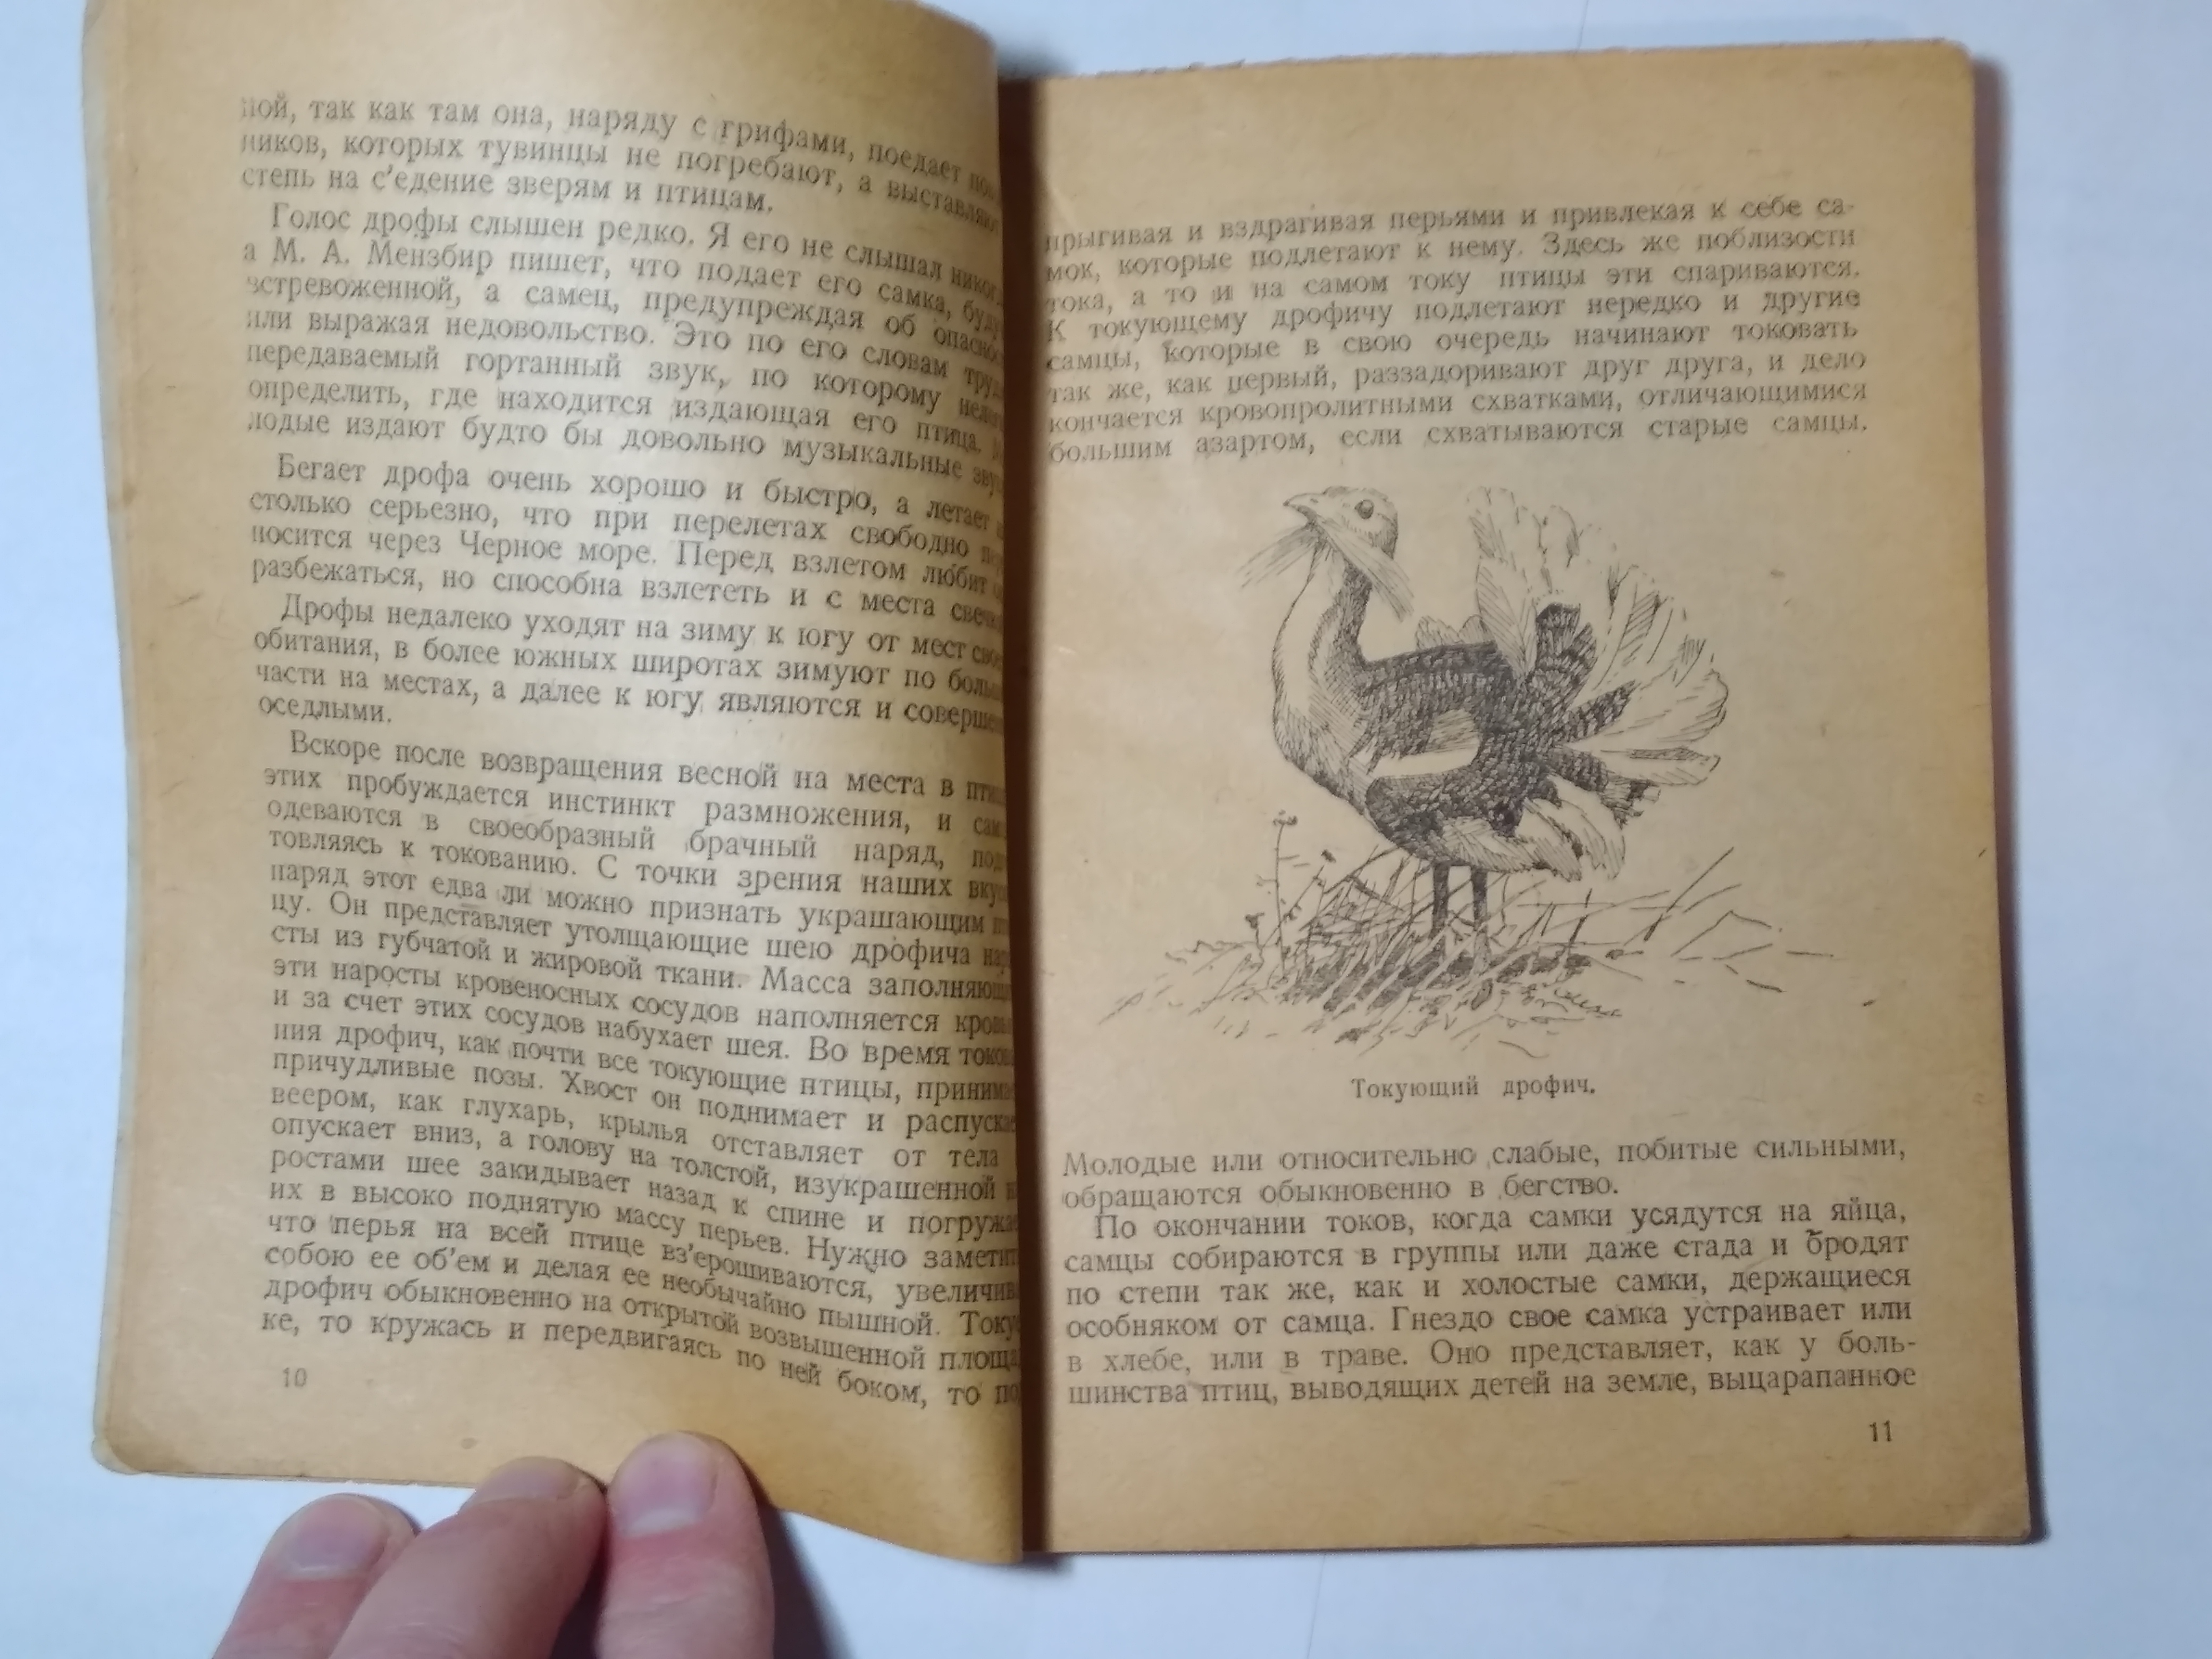 ной, так как там она, наряду с грифами, поедает
ников, которых тувинцы не погребают, а выставляют
степь на с'едение зверям и птицам.
Голос дрофы слышен редко. Я его не слышал
а М. А. Мензбир пишет, что подает его самка,
встревоженной, а самец, предупреждая об
или выражая недовольство. Это по его словам
передаваемый гортанный звук, по которому
определить, где находится издающая его птица.
лодые издают будто бы довольно музыкальные
Бегает дрофа очень хорошо и быстро, а летает
столько серьезно, что при перелетах свободно
носится через Черное море. Перед взлетом любит
разбежаться, но способна взлететь и с места
Дрофы недалеко уходят на зиму к югу от мест
обитания, в более южных широтах зимуют по
части на местах, а далее к югу являются и
оседлыми.
Вскоре после возвращения весной на места в
этих пробуждается инстинкт размножения, и
одеваются в своеобразный брачный наряд,
товляясь к токованию. С точки зрения наших
наряд этот едва ли можно признать украшающим
цу. Он представляет утолщающие шею дрофича
сты из губчатой и жировой ткани. Масса
эти наросты кровеносных сосудов наполняется
и за счет этих сосудов набухает шея. Во время
ния дрофич, как почти все токующие птицы,
причудливые позы. Хвост он поднимает и
веером, как глухарь, крылья отставляет от тела
опускает вниз, а голову на толстой, изукрашенной
ростами шее закидывает назад к спине и
их в высоко поднятую массу перьев. Нужно
что перья на всей птице вз'ерошиваются,
собою ее об'ем и делая ее необычайно пышной.
дрофич обыкновенно на открытой возвышенной
ке, то кружась и передвигаясь по ней боком, то
10
прыгивая и вздрагивая перьями и привлекая к себе са-
мок, которые подлетают к нему. Здесь же поблизости
тока, а то и на самом току птицы эти спариваются.
К токующему дрофичу подлетают нередко и другие
самцы, которые в свою очередь начинают токовать
так же, как первый, раззадоривают друг друга, и дело
кончается кровопролитными схватками, отличающимися
большим азартом, если схватываются старые самцы.
Токующий дрофич.
Молодые или относительно слабые, побитые сильными,
обращаются обыкновенно в бегство.
По окончании токов, когда самки усядутся на яйца,
самцы собираются в группы или даже стада и бродят
по степи так же, как и холостые самки, держащиеся
особняком от самца. Гнездо свое самка устраивает или
в хлебе, или в траве. Оно представляет, как у боль-
шинства птиц, выводящих детей на земле, выцарапанное
11